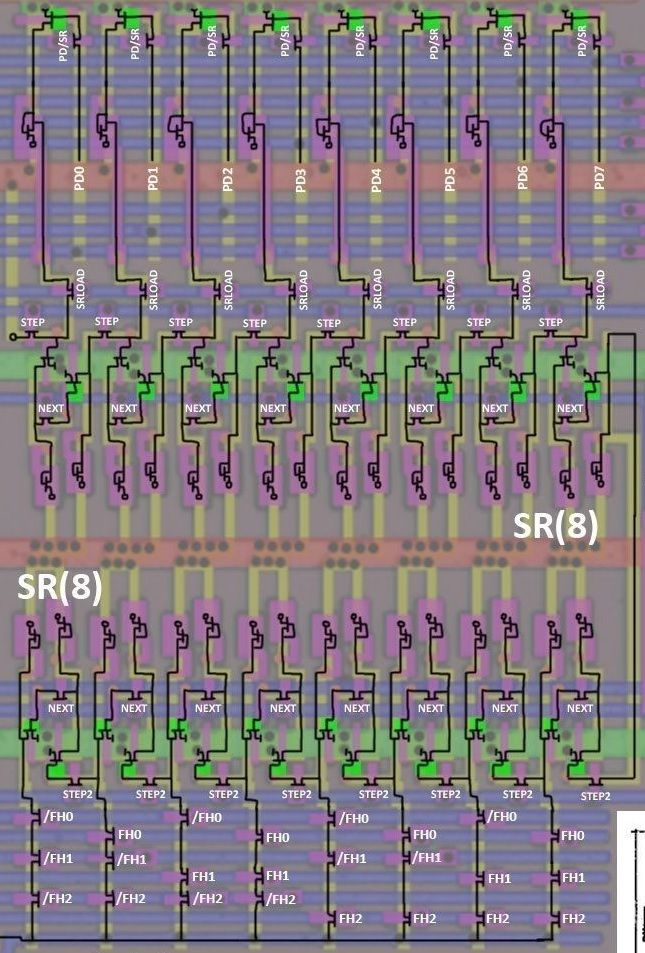 PD/SR PD/SR PD/SR PD/SR PD/SR PD/SR PD/SR PD/SR
PD0 PD1 PD2 PD3 PD4 PD5 PD6 PD7
SRLOAD SRLOAD SRLOAD SRLOAD SRLOAD SRLOAD SRLOAD SRLOAD
STEP STEP STEP STEP STEP STEP STEP STEP
NEXT NEXT NEXT NEXT NEXT NEXT NEXT NEXT
SR(8)
SR(8)
NEXT NEXT NEXT NEXT NEXT NEXT NEXT NEXT
STEP2 STEP2 STEP2 STEP2 STEP2 STEP2 STEP2 STEP2
/FH0 /FH0 /FH0 /FH0
FH0 FH0 FH0 FH0
/FH1 /FH1 /FH1 /FH1
FH1 FH1 FH1 FH1
/FH2 /FH2 /FH2 /FH2
FH2 FH2 FH2 FH2